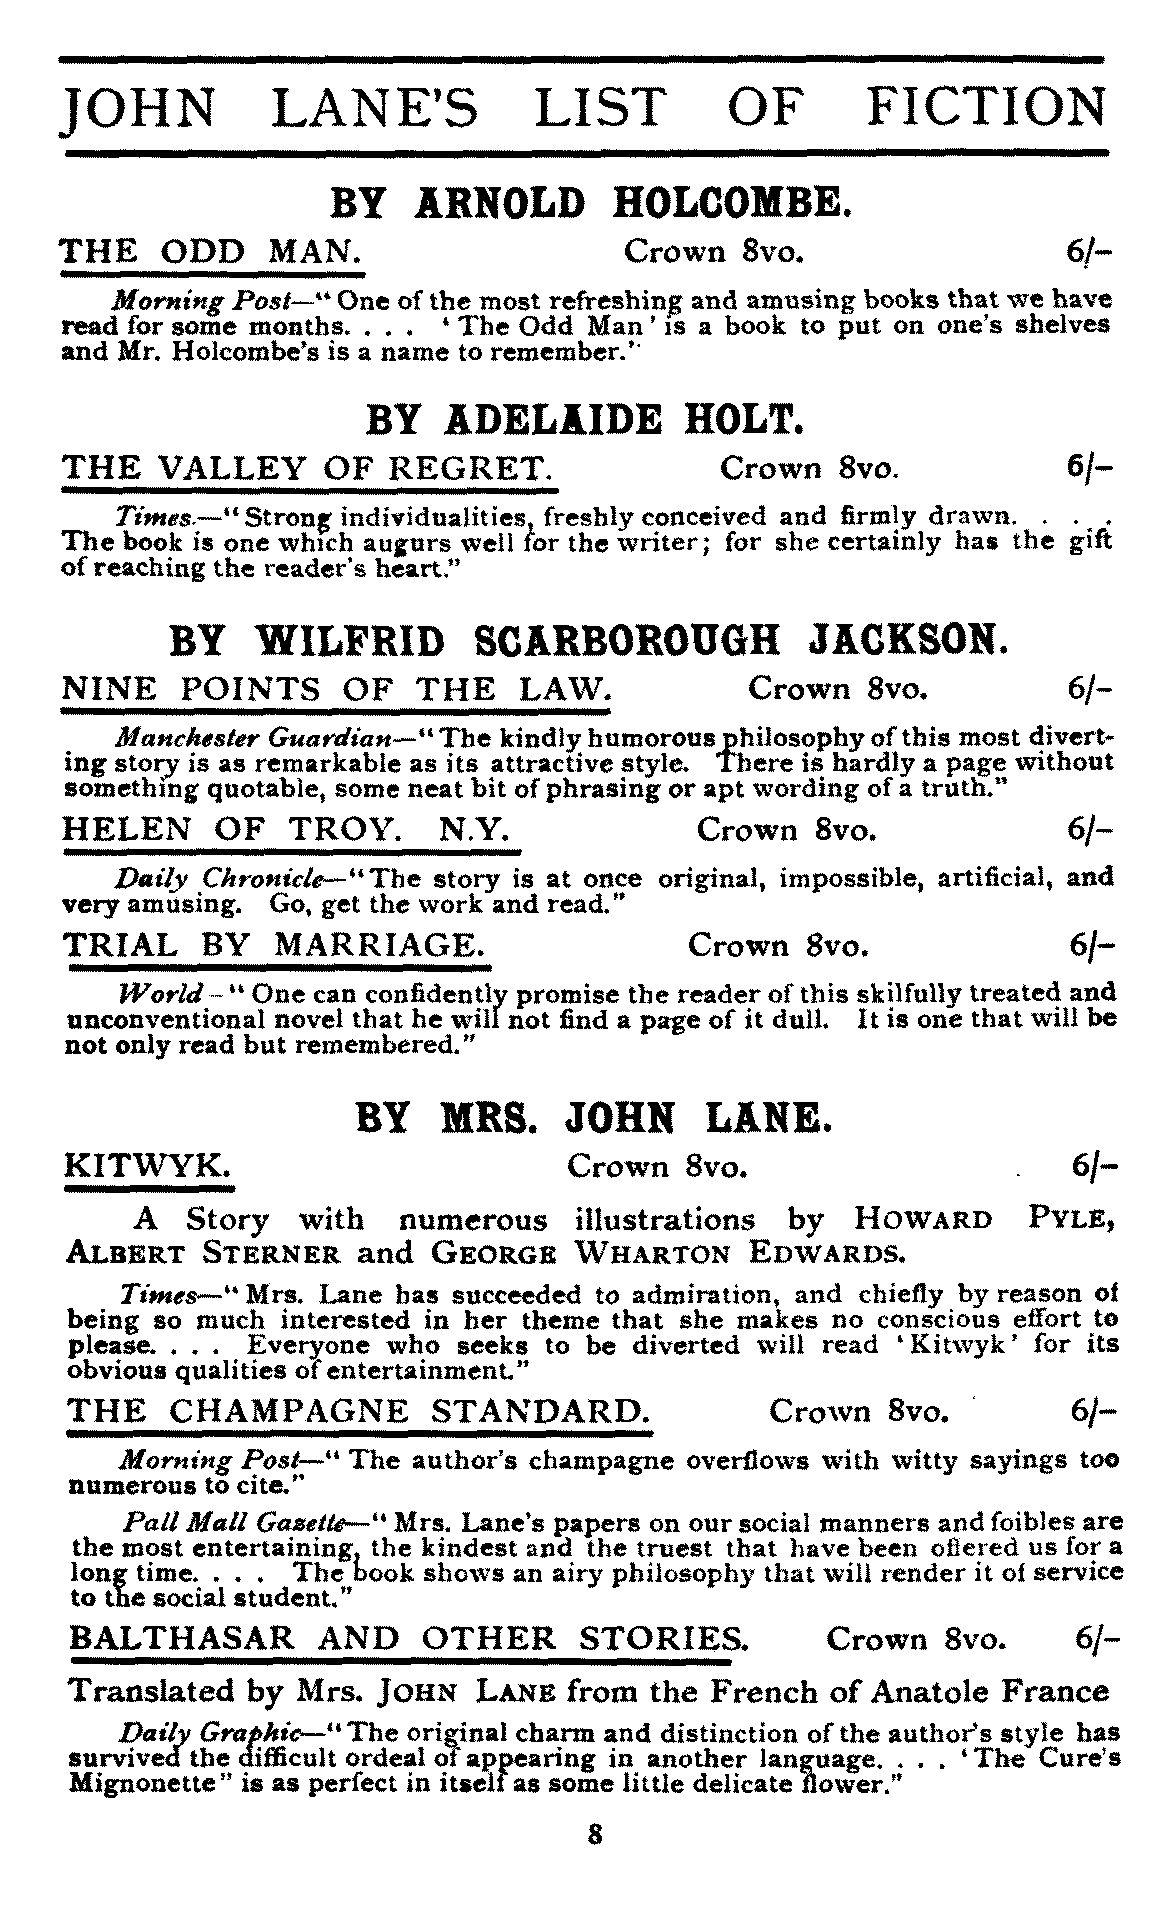 JOHN LANE'S LIST OF FICTION
BY ARNOLD HOLCOMBE.
THE ODD MAN. Crown 8vo. 6/-
Morning Post—"One of the most refreshing and amusing books that we have
read for some months. . . . 'The Odd Man' is a book to put on one's shelves
and Mr. Holcombe's is a name to remember."
BY ADELAIDE HOLT.
THE VALLEY OF REGRET. Crown 8vo. 6/-
Times.—"Strong individualities, freshly conceived and firmly drawn. . . . .
The book is one which augurs well for the writer; for she certainly has the gift
of reaching the reader's heart."
BY WILFRID SCARBOROUGH JACKSON.
NINE POINTS OF THE LAW. Crown 8vo. 6/-
Manchester Guardian—"The kindly humorous philosophy of this most divert-
ing story is as remarkable as its attractive style. There is hardly a page without
something quotable, some neat bit of phrasing or apt wording of a truth."
HELEN OF TROY. N.Y. Crown 8vo. 6/-
Daily Chronicle—"The story is at once original, impossible, artificial, and
very amusing. Go, get the work and read."
TRIAL BY MARRIAGE. Crown 8vo. 6/-
World—"One can confidently promise the reader of this skilfully treated and
unconventional novel that he will not find a page of it dull. It is one that will be
not only read but remembered."
BY MRS. JOHN LANE.
KITWYK. Crown 8vo. 6/-
A Story with numerous illustrations by HOWARD PYLE,
ALBERT STERNER and GEORGE WHARTON EDWARDS.
Times—"Mrs. Lane has succeeded to admiration, and chiefly by reason of
being so much interested in her theme that she makes no conscious effort to
please. . . . Everyone who seeks to be diverted will read 'Kitwyk' for its
obvious qualities of entertainment."
THE CHAMPAGNE STANDARD. Crown 8vo. 6/-
Morning Post—"The author's champagne overflows with witty sayings too
numerous to cite."
Pall Mall Gazette—"Mrs. Lane's papers on our social manners and foibles are
the most entertaining, the kindest and the truest that have been offered us for a
long time. . . . The book shows an airy philosophy that will render it of service
to the social student."
BALTHASAR AND OTHER STORIES. Crown 8vo. 6/-
Translated by Mrs. JOHN LANE from the French of Anatole France
Daily Graphic—"The original charm and distinction of the author's style has
survived the difficult ordeal of appearing in another language. . . . 'The Cure's
Mignonette" is as perfect in itself as some little delicate flower."
8